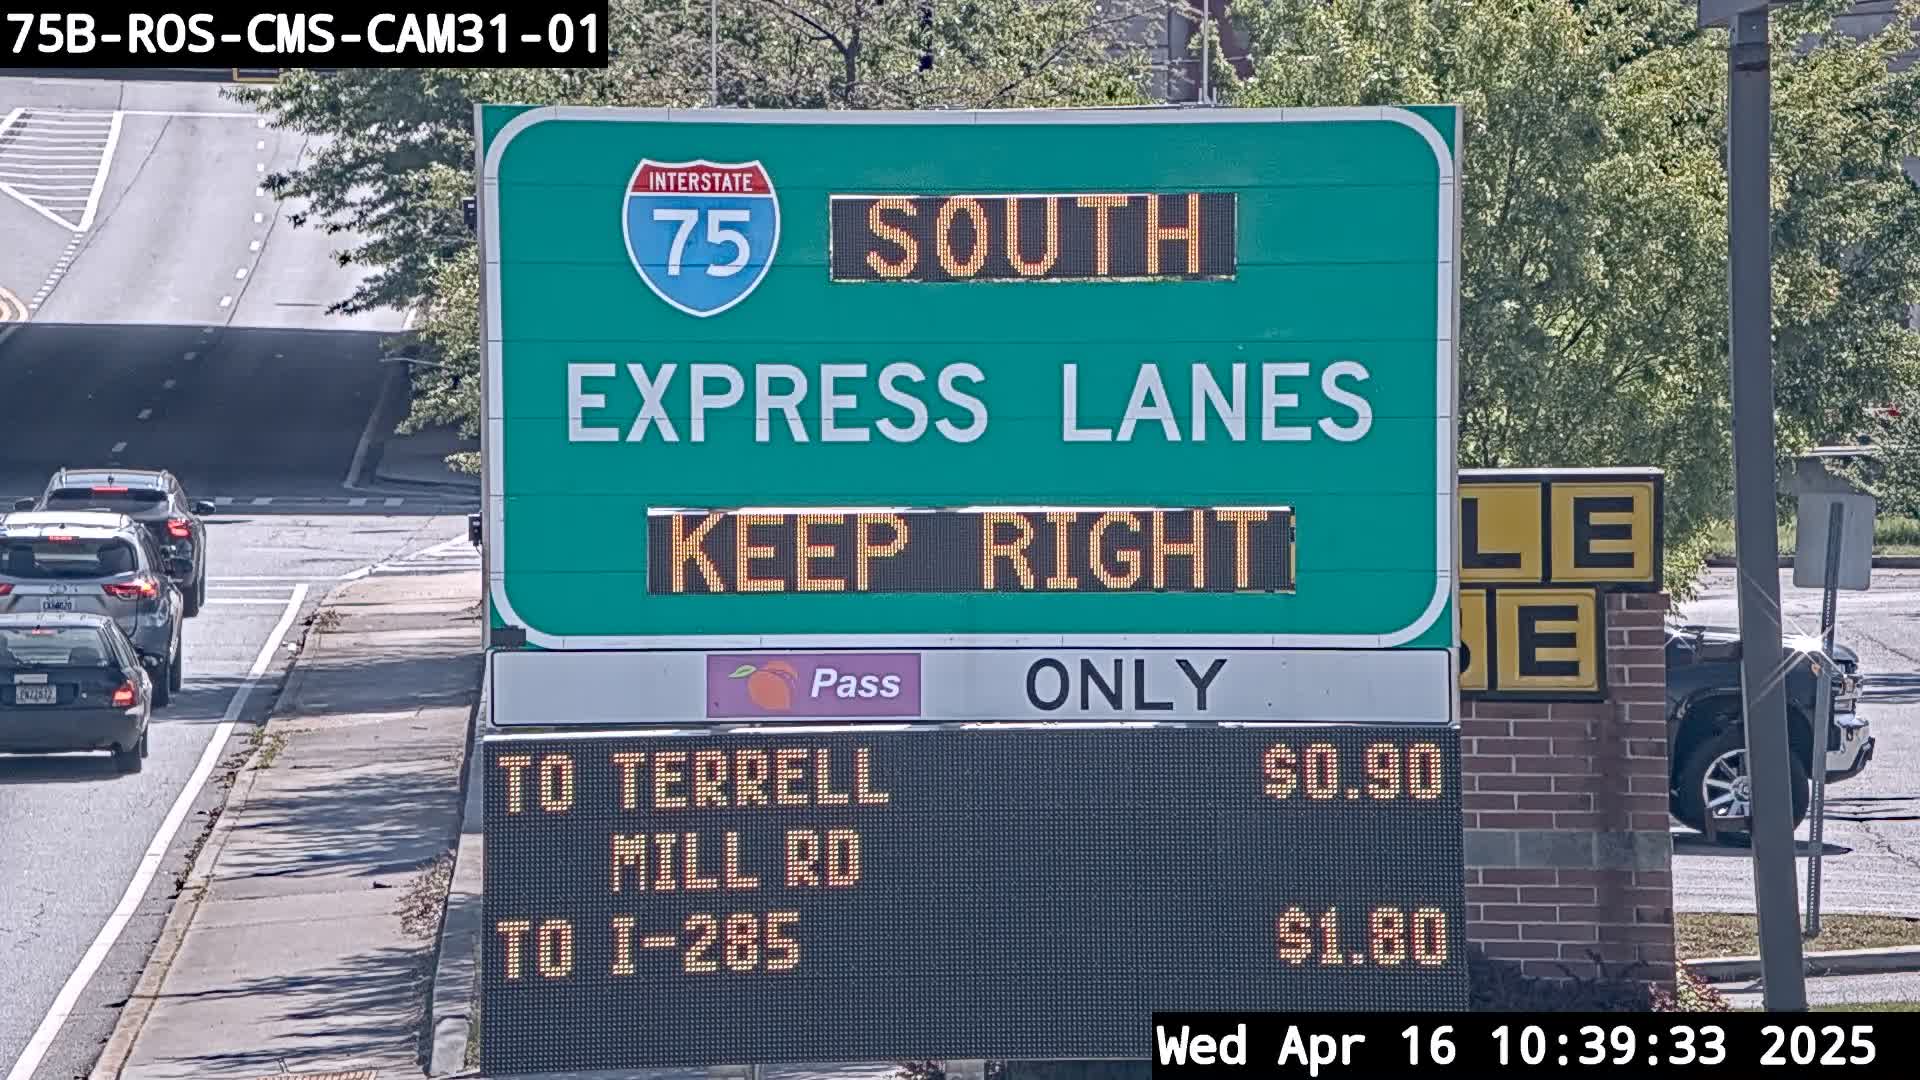 75B-ROS-CMS-CAM31-01
INTERSTATE
75
SOUTH
EXPRESS LANES
KEEP RIGHT
LE
E
Pass ONLY
TO TERRELL $0.90
MILL RD
TO I-285 $1.80
Wed Apr 16 10:39:33 2025